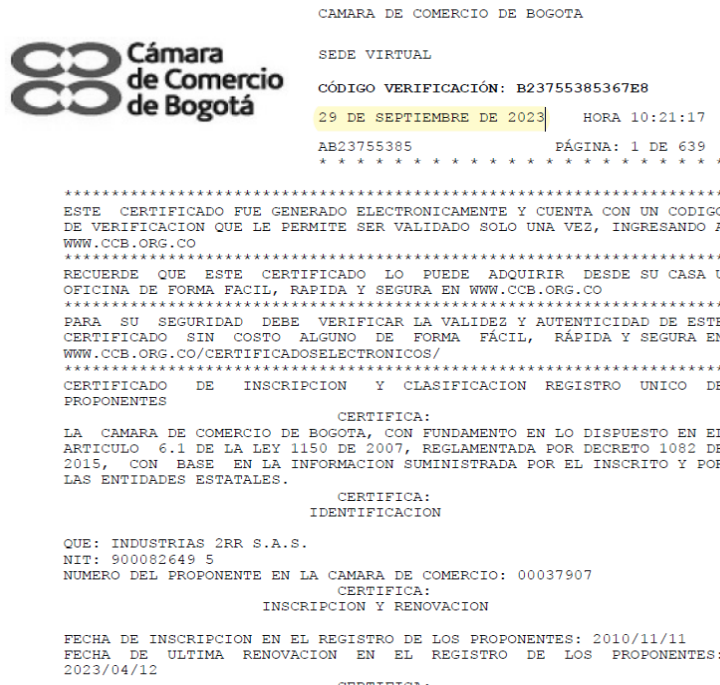 CAMARA DE COMERCIO DE BOGOTA
Cámara
de Comercio
de Bogotá
SEDE VIRTUAL
CÓDIGO VERIFICACIÓN: B23755385367E8
29 DE SEPTIEMBRE DE 2023 HORA 10:21:17
AB23755385 PÁGINA: 1 DE 639
* * * * * * * * * * * * * * * * * * * * * *
**********************************************************************
ESTE CERTIFICADO FUE GENERADO ELECTRONICAMENTE Y CUENTA CON UN CODIGO
DE VERIFICACION QUE LE PERMITE SER VALIDADO SOLO UNA VEZ, INGRESANDO A
WWW.CCB.ORG.CO
**********************************************************************
RECUERDE QUE ESTE CERTIFICADO LO PUEDE ADQUIRIR DESDE SU CASA U
OFICINA DE FORMA FACIL, RAPIDA Y SEGURA EN WWW.CCB.ORG.CO
**********************************************************************
PARA SU SEGURIDAD DEBE VERIFICAR LA VALIDEZ Y AUTENTICIDAD DE ESTE
CERTIFICADO SIN COSTO ALGUNO DE FORMA FÁCIL, RÁPIDA Y SEGURA EN
WWW.CCB.ORG.CO/CERTIFICADOSELECTRONICOS/
**********************************************************************
CERTIFICADO DE INSCRIPCION Y CLASIFICACION REGISTRO UNICO DE
PROPONENTES
CERTIFICA:
LA CAMARA DE COMERCIO DE BOGOTA, CON FUNDAMENTO EN LO DISPUESTO EN EL
ARTICULO 6.1 DE LA LEY 1150 DE 2007, REGLAMENTADA POR DECRETO 1082 DE
2015, CON BASE EN LA INFORMACION SUMINISTRADA POR EL INSCRITO Y POR
LAS ENTIDADES ESTATALES.
CERTIFICA:
IDENTIFICACION
QUE: INDUSTRIAS 2RR S.A.S.
NIT: 900082649 5
NUMERO DEL PROPONENTE EN LA CAMARA DE COMERCIO: 00037907
CERTIFICA:
INSCRIPCION Y RENOVACION
FECHA DE INSCRIPCION EN EL REGISTRO DE LOS PROPONENTES: 2010/11/11
FECHA DE ULTIMA RENOVACION EN EL REGISTRO DE LOS PROPONENTES:
2023/04/12
CERTIFICA: